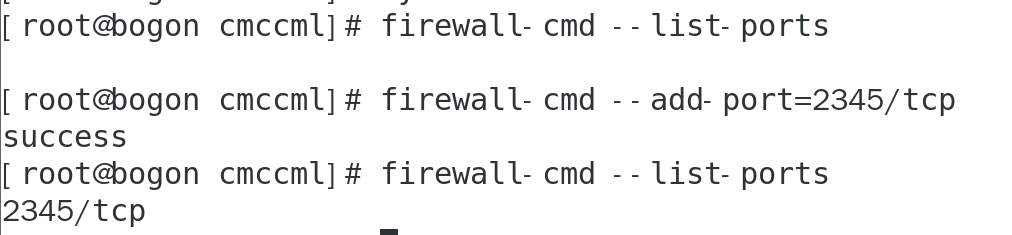 [root@bogon cmccml]# firewall-cmd --list-ports

[root@bogon cmccml]# firewall-cmd --add-port=2345/tcp
success
[root@bogon cmccml]# firewall-cmd --list-ports
2345/tcp